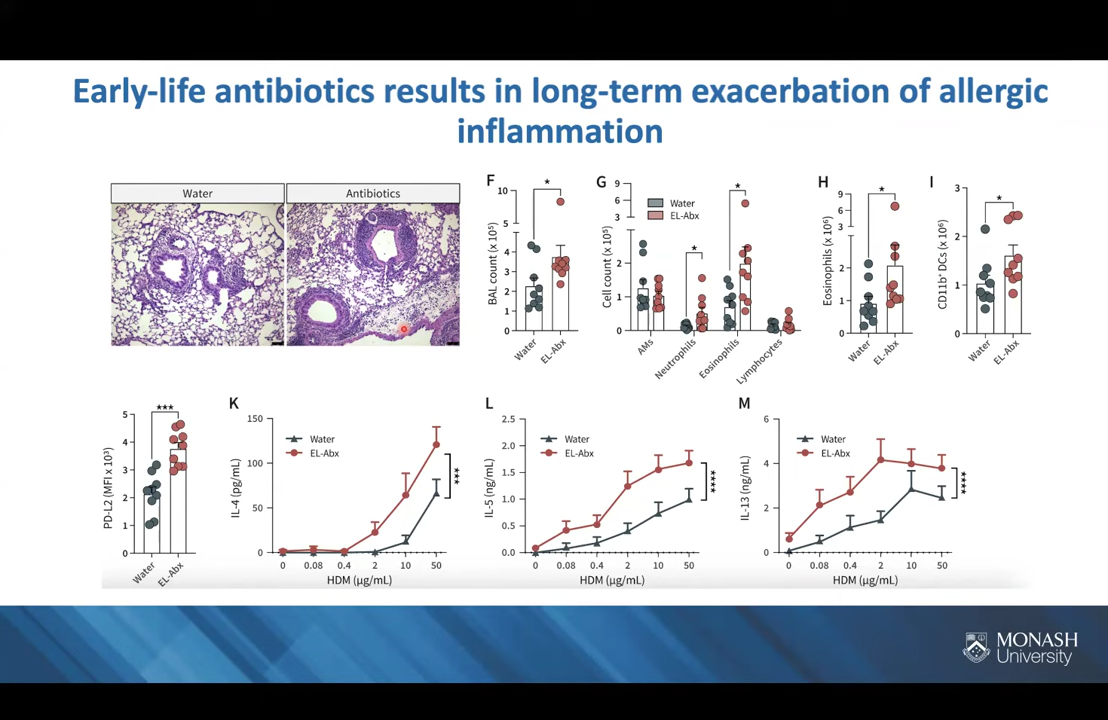 Early-life antibiotics results in long-term exacerbation of allergic
inflammation
Water
Antibiotics
F
BAL count (x 10⁵)
10
5
4
3
2
1
0
*
Water
EL-Abx
G
Cell count (x 10⁵)
9
6
3
2
1
0
Water
EL-Abx
*
*
AMs
Neutrophils
Eosinophils
Lymphocytes
H
Eosinophils (x 10⁶)
9
6
3
2
1
0
*
Water
EL-Abx
I
CD11b⁺ DCs (x 10⁶)
3
2
1
0
*
Water
EL-Abx
PD-L2 (MFI x 10³)
5
4
3
2
1
0
***
Water
EL-Abx
K
IL-4 (pg/mL)
150
100
50
0
Water
EL-Abx
***
0 0.08 0.4 2 10 50
HDM (µg/mL)
L
IL-5 (ng/mL)
2.5
2.0
1.5
1.0
0.5
0.0
Water
EL-Abx
****
0 0.08 0.4 2 10 50
HDM (µg/mL)
M
IL-13 (ng/mL)
6
4
2
0
Water
EL-Abx
****
0 0.08 0.4 2 10 50
HDM (µg/mL)
MONASH
University